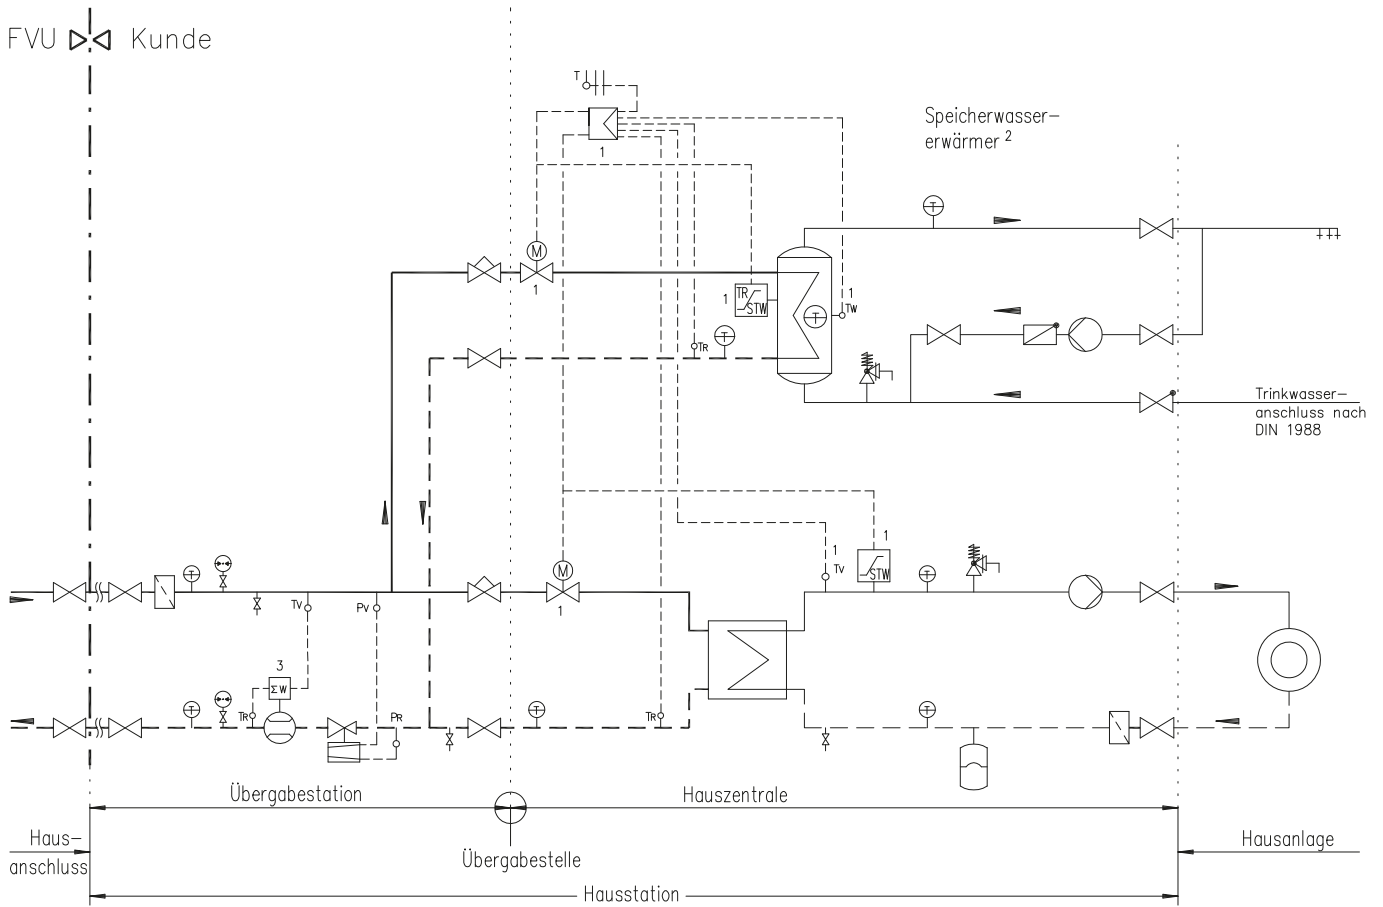 FVU Kunde
T
1
Speicherwasser-
erwärmer 2
T
M
1
1 TR
STW
T
1
TW
TR
T
Trinkwasser-
anschluss nach
DIN 1988
M
1
1
TV
1
STW
T
T
TV
PV
3
ΣW
T
TR
PR
T
TR
T
Übergabestation
Hauszentrale
Haus-
anschluss
Übergabestelle
Hausanlage
Hausstation